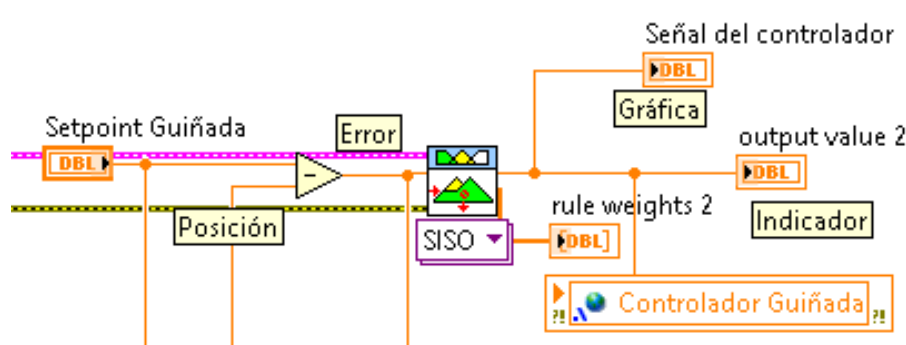 Señal del controlador
DBL
Gráfica
Setpoint Guiñada
DBL
Error
output value 2
DBL
Posición
SISO
rule weights 2
[DBL]
Indicador
?! Controlador Guiñada ?!